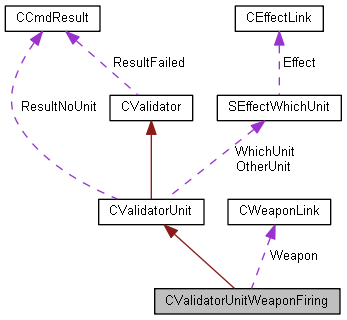 CCmdResult
CEffectLink
ResultFailed
Effect
ResultNoUnit
CValidator
SEffectWhichUnit
WhichUnit
OtherUnit
CValidatorUnit
CWeaponLink
Weapon
CValidatorUnitWeaponFiring